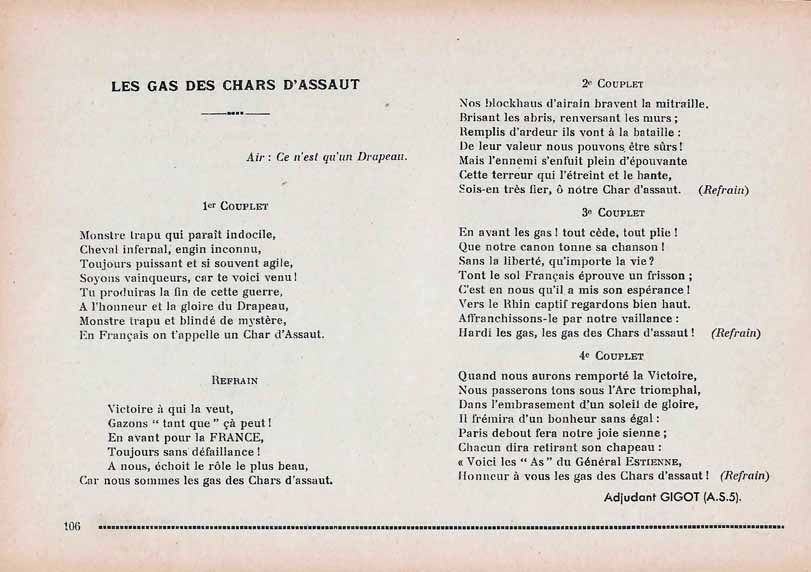 LES GAS DES CHARS D'ASSAUT
Air : Ce n'est qu'un Drapeau.
1er COUPLET
Monstre trapu qui paraît indocile,
Cheval infernal, engin inconnu,
Toujours puissant et si souvent agile,
Soyons vainqueurs, car te voici venu !
Tu produiras la fin de cette guerre,
A l'honneur et la gloire du Drapeau,
Monstre trapu et blindé de mystère,
En Français on t'appelle un Char d'Assaut.
REFRAIN
Victoire à qui la veut,
Gazons " tant que " çà peut !
En avant pour la FRANCE,
Toujours sans défaillance !
A nous, échoit le rôle le plus beau,
Car nous sommes les gas des Chars d'assaut.
2e COUPLET
Nos blockhaus d'airain bravent la mitraille,
Brisant les abris, renversant les murs ;
Remplis d'ardeur ils vont à la bataille :
De leur valeur nous pouvons être sûrs !
Mais l'ennemi s'enfuit plein d'épouvante
Cette terreur qui l'étreint et le hante,
Sois-en très fier, ô notre Char d'assaut. (Refrain)
3e COUPLET
En avant les gas ! tout cède, tout plie !
Que notre canon tonne sa chanson !
Sans la liberté, qu'importe la vie ?
Tont le sol Français éprouve un frisson ;
C'est en nous qu'il a mis son espérance !
Vers le Rhin captif regardons bien haut.
Affranchissons-le par notre vaillance :
Hardi les gas, les gas des Chars d'assaut ! (Refrain)
4e COUPLET
Quand nous aurons remporté la Victoire,
Nous passerons tons sous l'Arc triomphal,
Dans l'embrasement d'un soleil de gloire,
Il frémira d'un bonheur sans égal :
Paris debout fera notre joie sienne ;
Chacun dira retirant son chapeau :
« Voici les " As " du Général ESTIENNE,
Honneur à vous les gas des Chars d'assaut ! (Refrain)
Adjudant GIGOT (A.S.5).
106